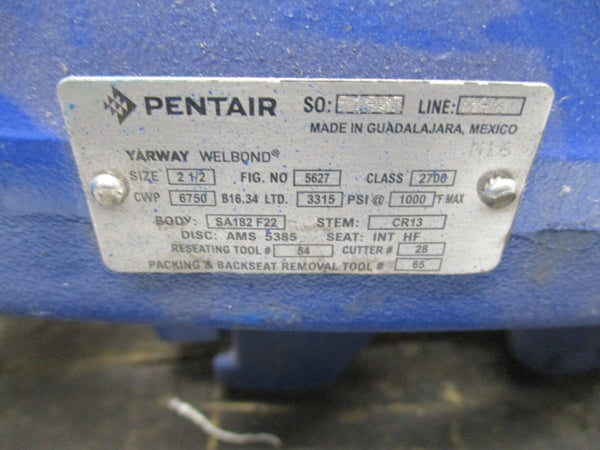 PENTAIR SO: LINE:
MADE IN GUADALAJARA, MEXICO
YARWAY WELBOND®
SIZE 2 1/2 FIG. NO 5627 CLASS 2700
CWP 6750 B16.34 LTD. 3315 PSI @ 1000 °F MAX
BODY: SA182 F22 STEM: CR13
DISC: AMS 5385 SEAT: INT HF
RESEATING TOOL # 54 CUTTER # 28
PACKING & BACKSEAT REMOVAL TOOL # 65